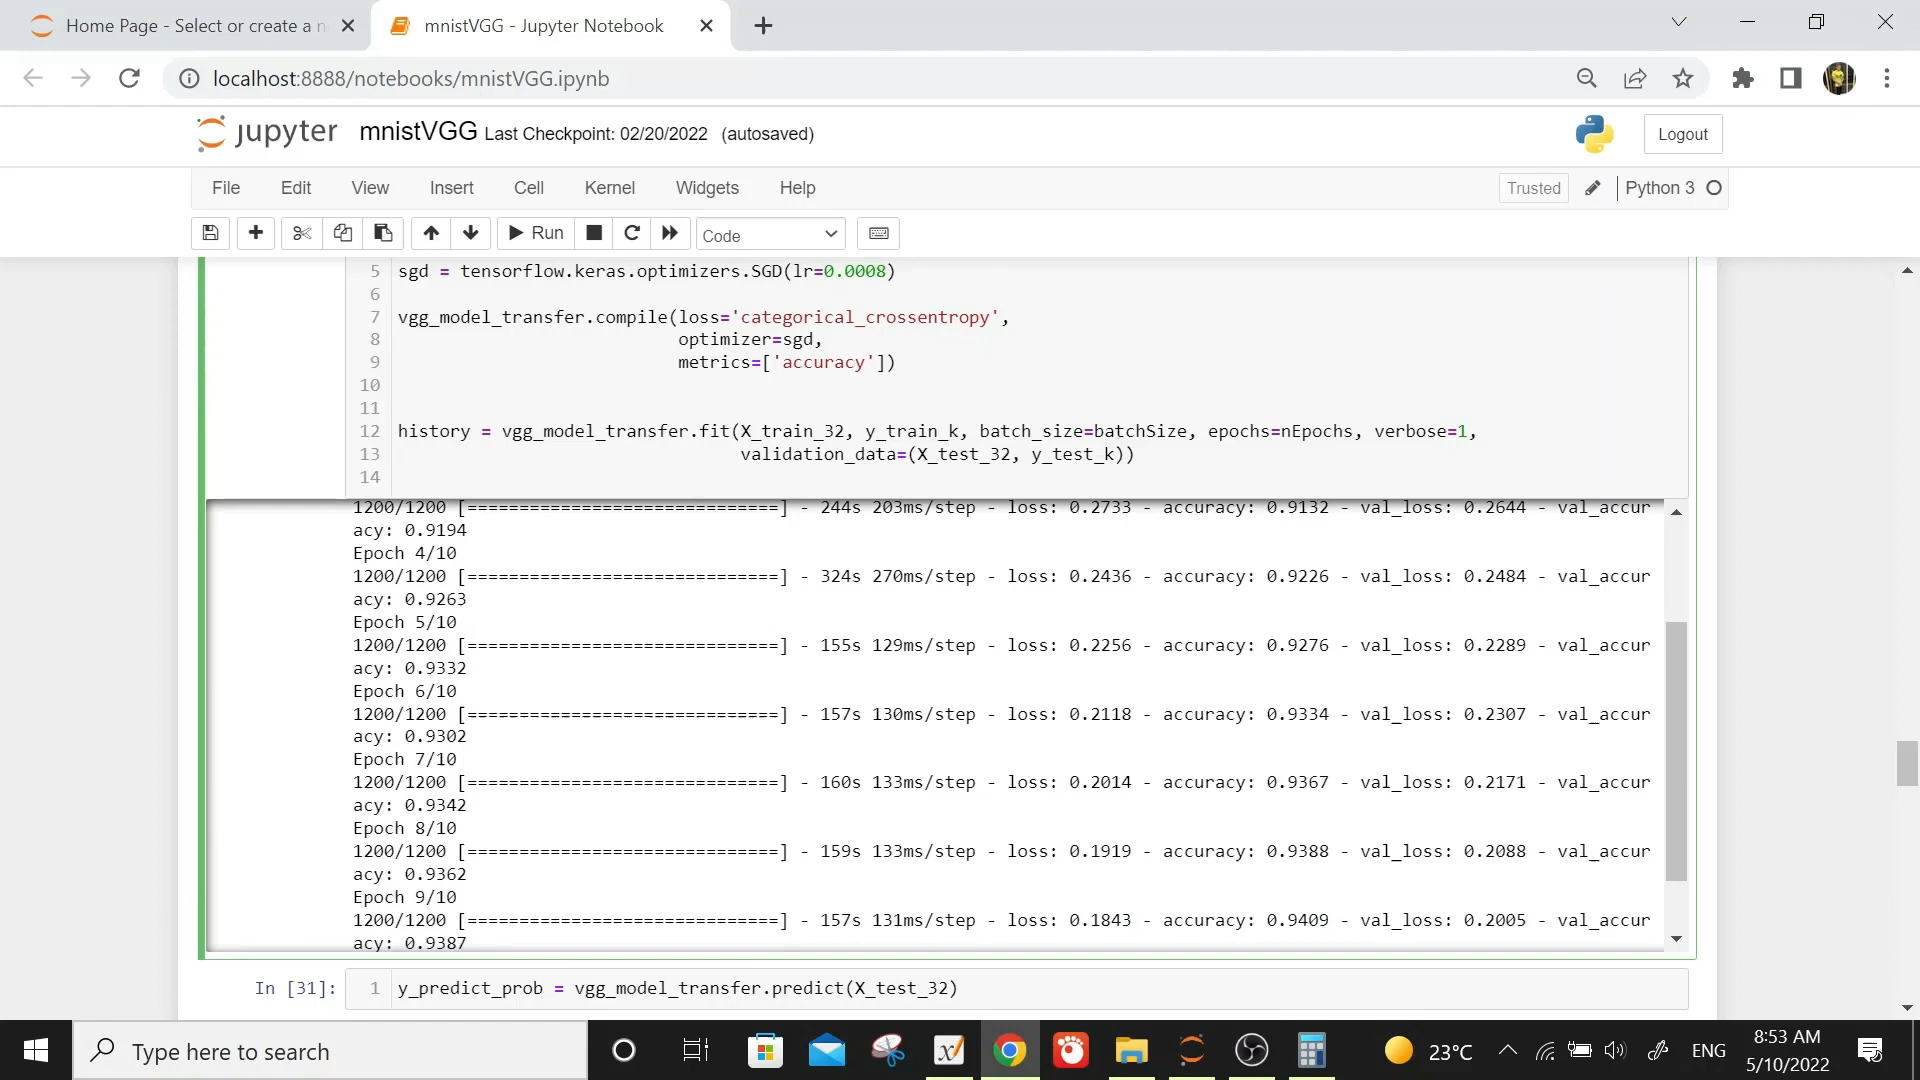 Home Page - Select or create a n
mnistVGG - Jupyter Notebook
localhost:8888/notebooks/mnistVGG.ipynb
jupyter mnistVGG Last Checkpoint: 02/20/2022 (autosaved)
Logout
File Edit View Insert Cell Kernel Widgets Help
Trusted
Python 3
Run
Code
5 sgd = tensorflow.keras.optimizers.SGD(lr=0.0008)
6
7 vgg_model_transfer.compile(loss='categorical_crossentropy',
8 optimizer=sgd,
9 metrics=['accuracy'])
10
11
12 history = vgg_model_transfer.fit(X_train_32, y_train_k, batch_size=batchSize, epochs=nEpochs, verbose=1,
13 validation_data=(X_test_32, y_test_k))
14
1200/1200 [==============================] - 244s 203ms/step - loss: 0.2733 - accuracy: 0.9132 - val_loss: 0.2644 - val_accur
acy: 0.9194
Epoch 4/10
1200/1200 [==============================] - 324s 270ms/step - loss: 0.2436 - accuracy: 0.9226 - val_loss: 0.2484 - val_accur
acy: 0.9263
Epoch 5/10
1200/1200 [==============================] - 155s 129ms/step - loss: 0.2256 - accuracy: 0.9276 - val_loss: 0.2289 - val_accur
acy: 0.9332
Epoch 6/10
1200/1200 [==============================] - 157s 130ms/step - loss: 0.2118 - accuracy: 0.9334 - val_loss: 0.2307 - val_accur
acy: 0.9302
Epoch 7/10
1200/1200 [==============================] - 160s 133ms/step - loss: 0.2014 - accuracy: 0.9367 - val_loss: 0.2171 - val_accur
acy: 0.9342
Epoch 8/10
1200/1200 [==============================] - 159s 133ms/step - loss: 0.1919 - accuracy: 0.9388 - val_loss: 0.2088 - val_accur
acy: 0.9362
Epoch 9/10
1200/1200 [==============================] - 157s 131ms/step - loss: 0.1843 - accuracy: 0.9409 - val_loss: 0.2005 - val_accur
acy: 0.9387
In [31]: 1 y_predict_prob = vgg_model_transfer.predict(X_test_32)
Type here to search
23°C
ENG
8:53 AM
5/10/2022